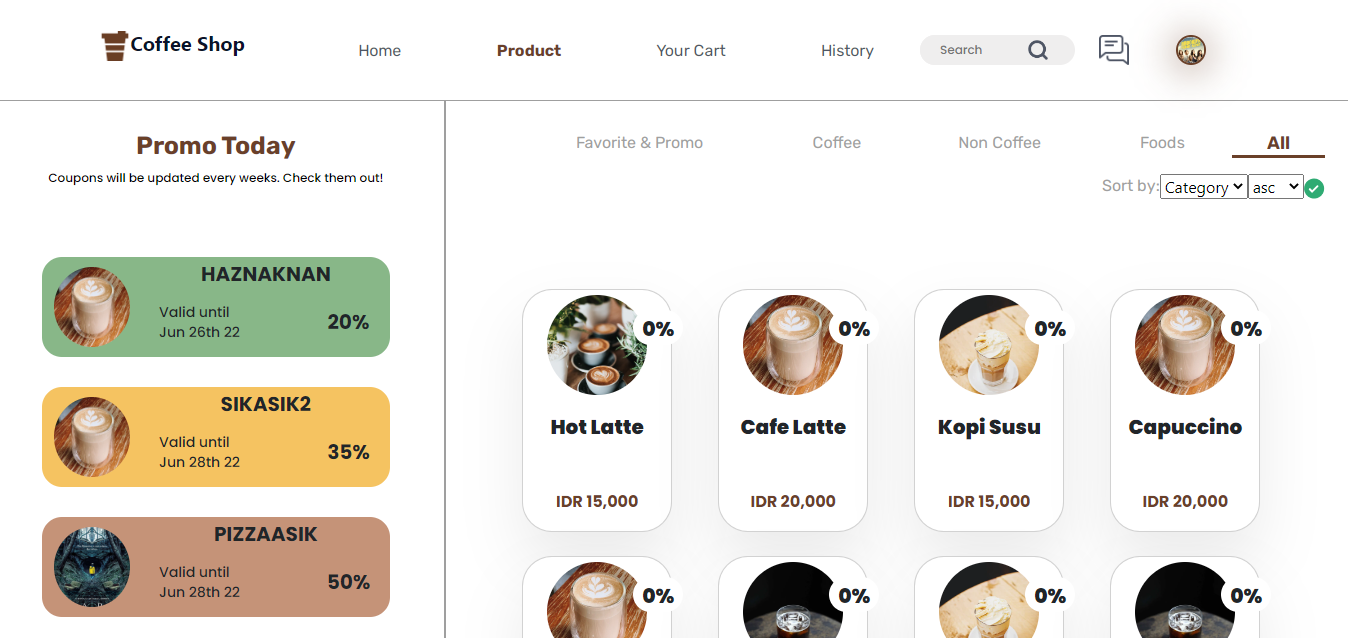 Coffee Shop
Home
Product
Your Cart
History
Search
Promo Today
Coupons will be updated every weeks. Check them out!
HAZNAKNAN
Valid until
Jun 26th 22
20%
SIKASIK2
Valid until
Jun 28th 22
35%
PIZZAASIK
Valid until
Jun 28th 22
50%
Favorite & Promo
Coffee
Non Coffee
Foods
All
Sort by:
Category
asc
0%
Hot Latte
IDR 15,000
0%
Cafe Latte
IDR 20,000
0%
Kopi Susu
IDR 15,000
0%
Capuccino
IDR 20,000
0%
0%
0%
0%